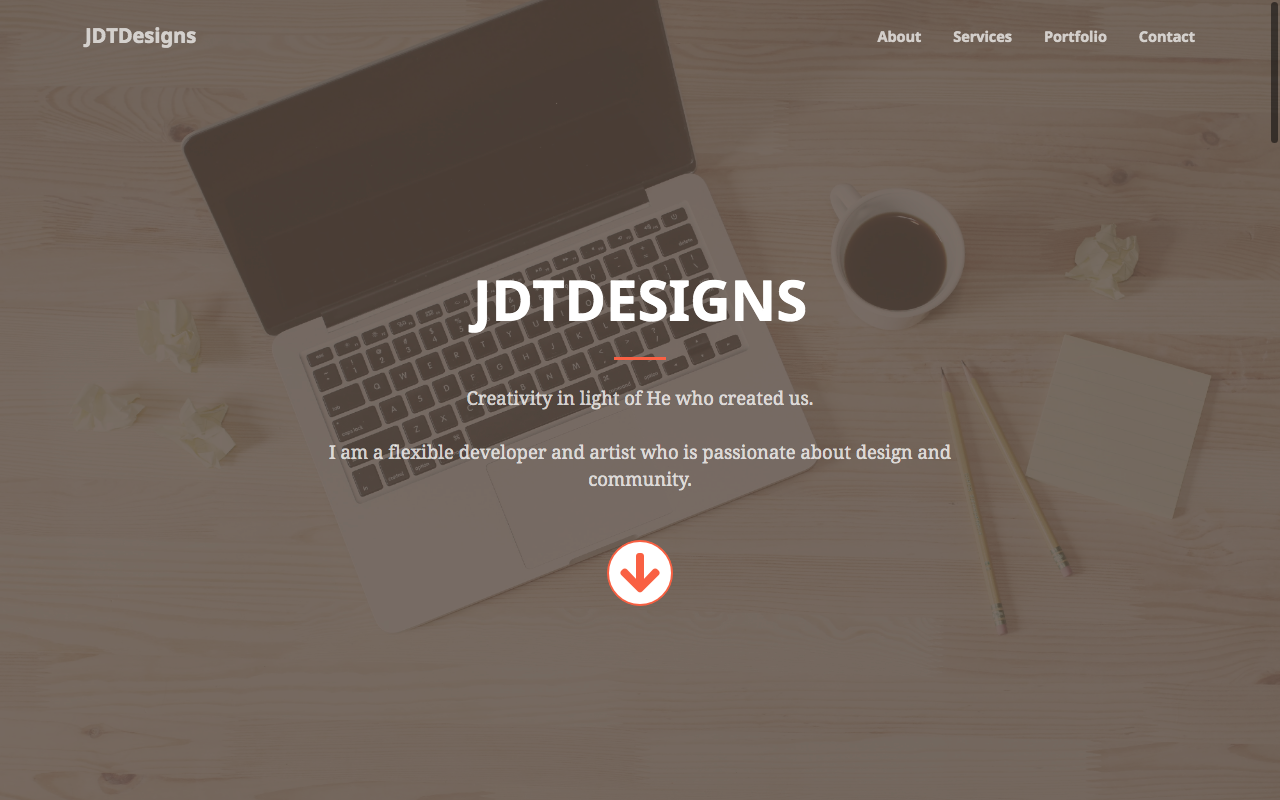 JDTDesigns
About Services Portfolio Contact
JDTDESIGNS
Creativity in light of He who created us.
I am a flexible developer and artist who is passionate about design and
community.